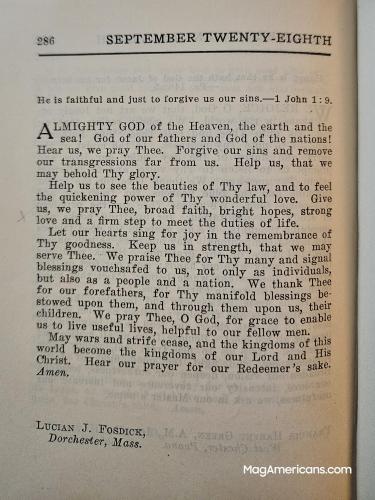 286 SEPTEMBER TWENTY-EIGHTH
He is faithful and just to forgive us our sins.—1 John 1:9.
ALMIGHTY GOD of the Heaven, the earth and the
sea! God of our fathers and God of the nations!
Hear us, we pray Thee. Forgive our sins and remove
our transgressions far from us. Help us, that we
may behold Thy glory.
Help us to see the beauties of Thy law, and to feel
the quickening power of Thy wonderful love. Give
us, we pray Thee, broad faith, bright hopes, strong
love and a firm step to meet the duties of life.
Let our hearts sing for joy in the remembrance of
Thy goodness. Keep us in strength, that we may
serve Thee. We praise Thee for Thy many and signal
blessings vouchsafed to us, not only as individuals,
but also as a people and a nation. We thank Thee
for our forefathers, for Thy manifold blessings be-
stowed upon them, and through them upon us, their
children. We pray Thee, O God, for grace to enable
us to live useful lives, helpful to our fellow men.
May wars and strife cease, and the kingdoms of this
world become the kingdoms of our Lord and His
Christ. Hear our prayer for our Redeemer's sake.
Amen.
LUCIAN J. FOSDICK,
Dorchester, Mass.
MagAmericans.com